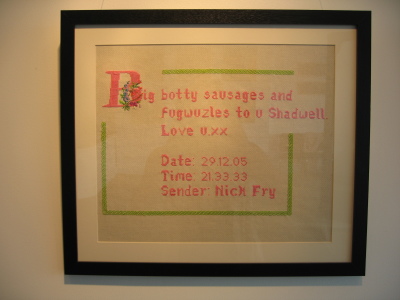 Big botty sausages and
fugwuzles to u Shadwell,
Love u.xx
Date: 29.12.05
Time: 21.33.33
Sender: Nick Fry